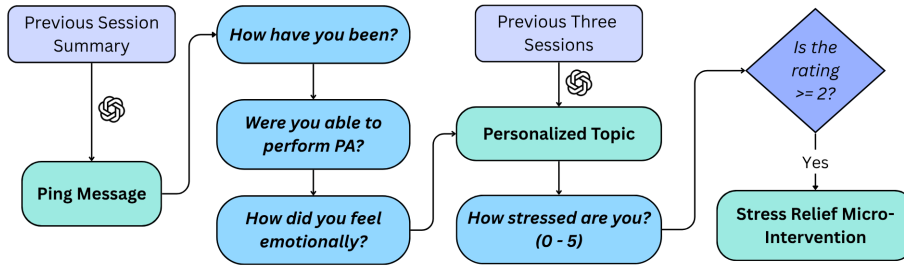 Previous Session
Summary
Ping Message
How have you been?
Were you able to
perform PA?
How did you feel
emotionally?
Previous Three
Sessions
Personalized Topic
How stressed are you?
(0 - 5)
Is the
rating
>= 2?
Yes
Stress Relief Micro-
Intervention